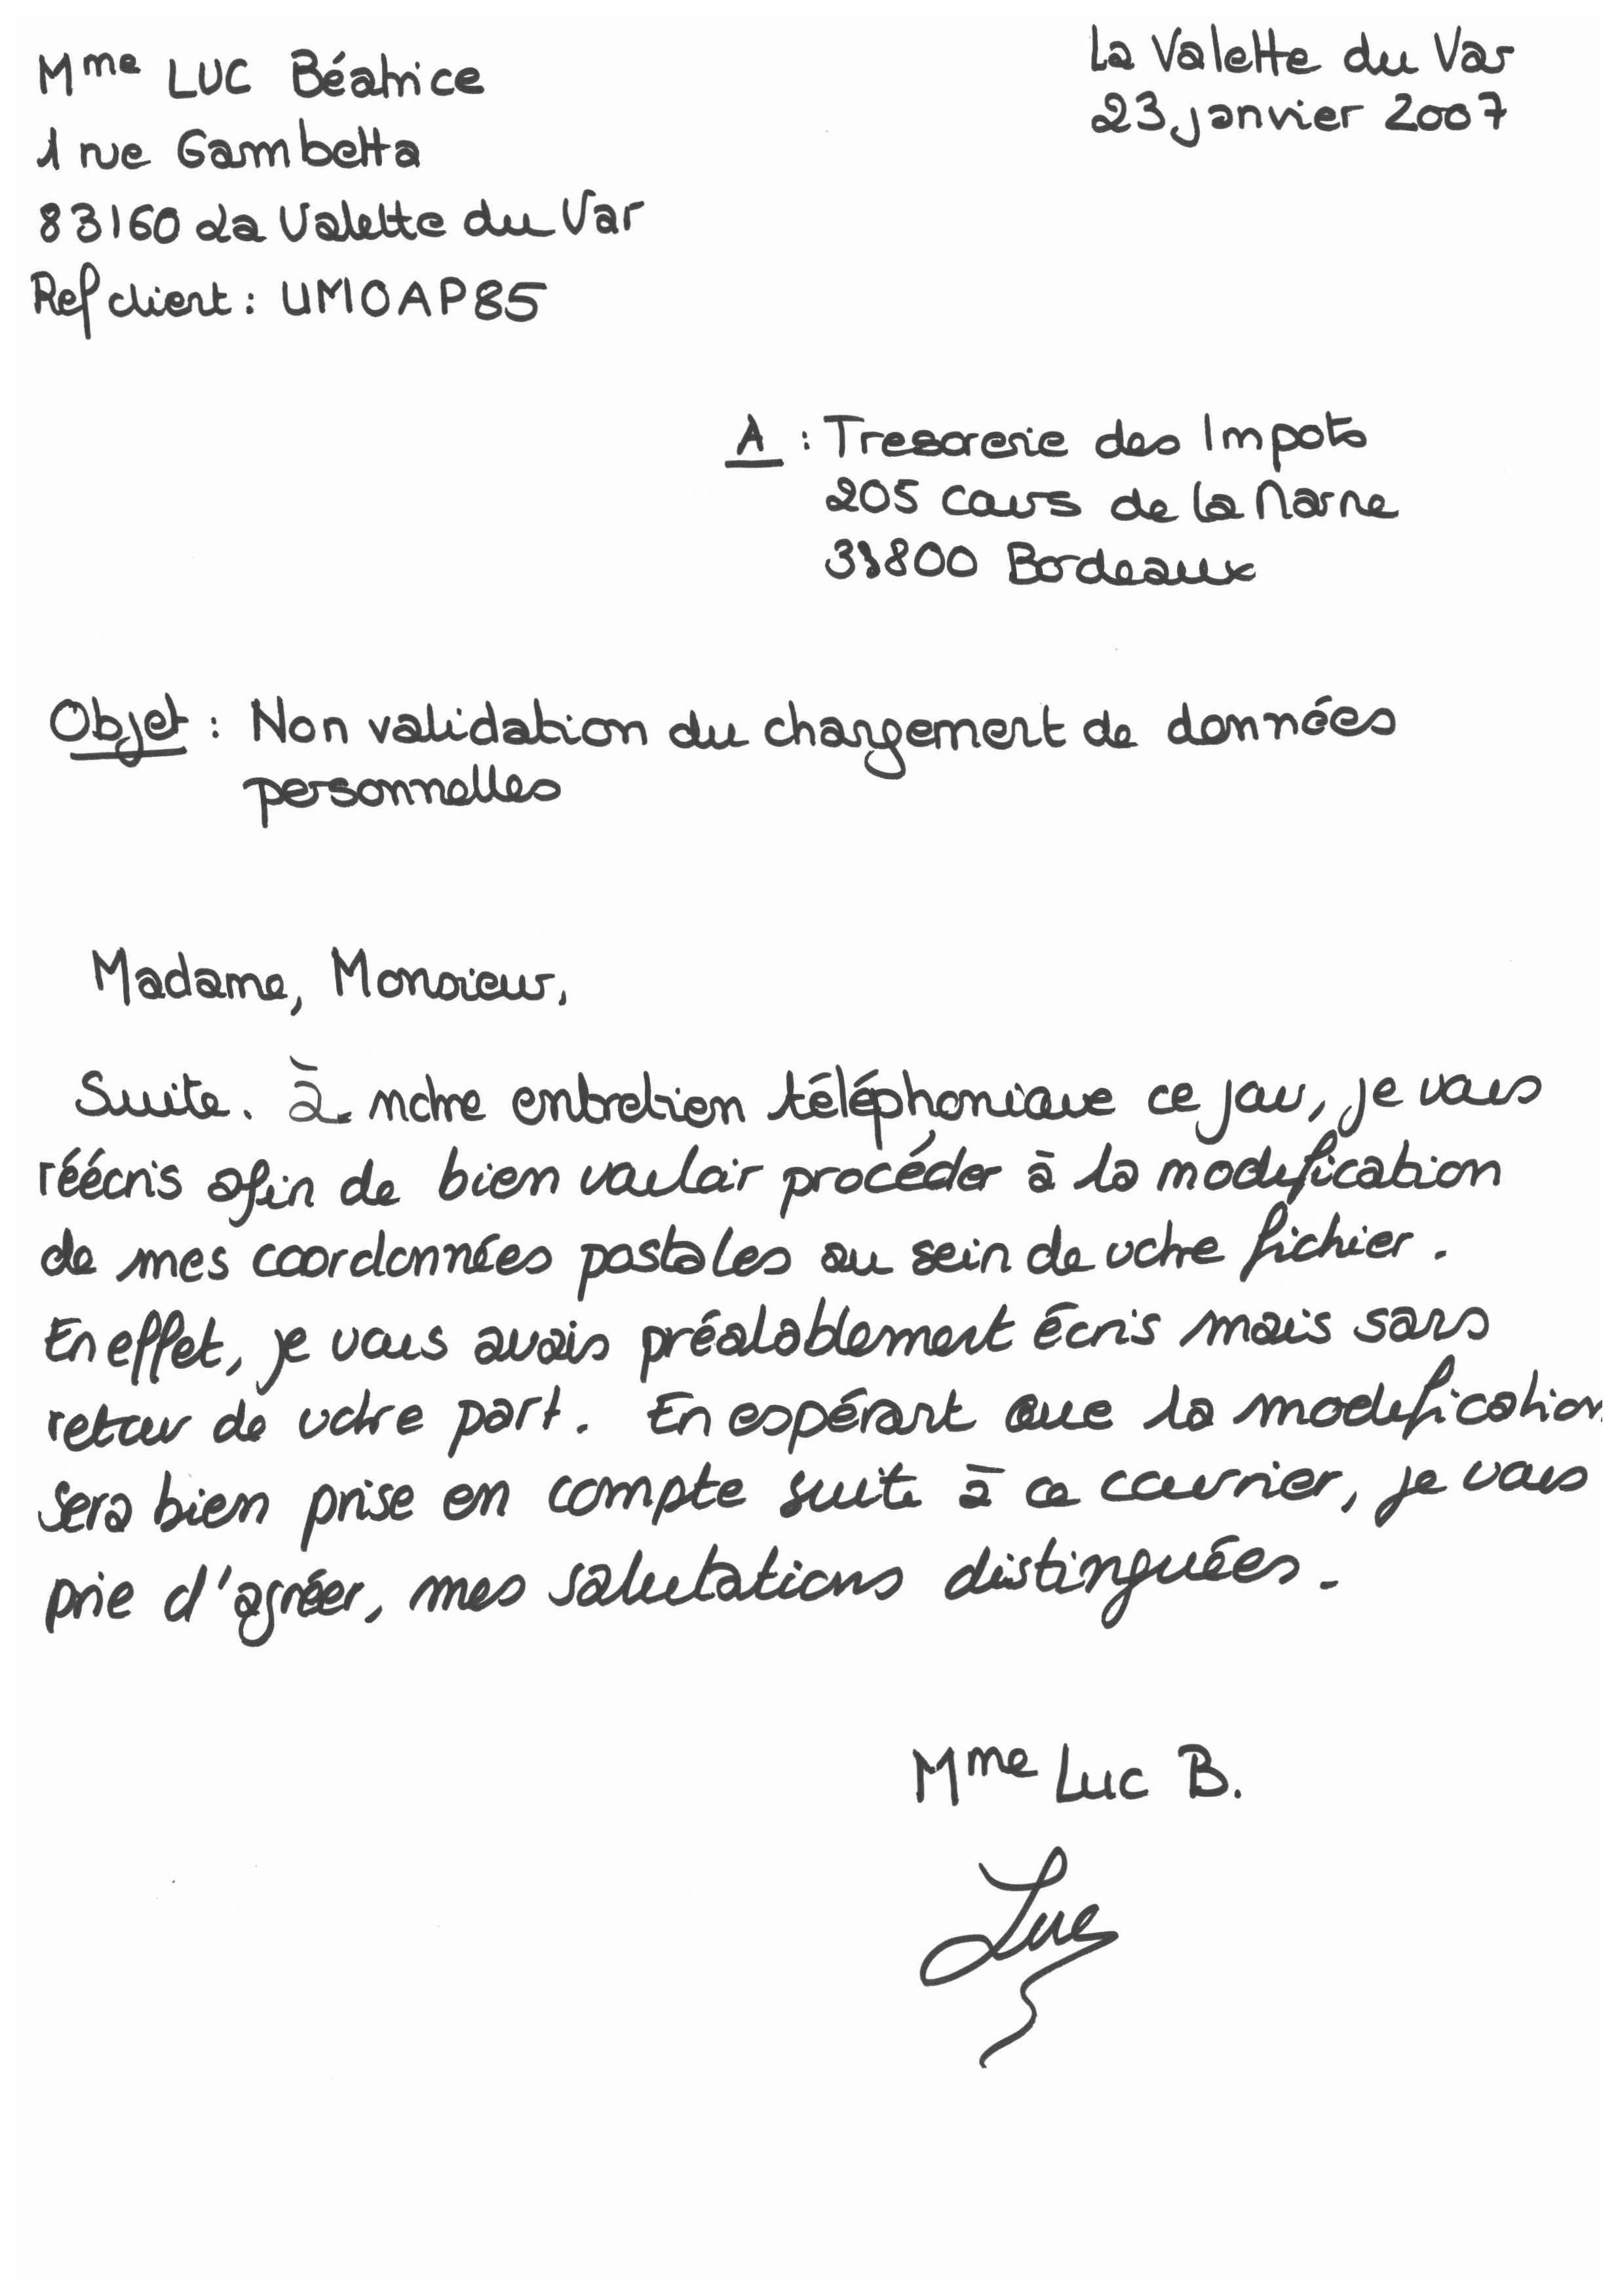 Mme LUC Béatrice
1 rue Gambetta
83160 La Valette du Var
Ref client : UMOAP85
La Valette du Var
23 janvier 2007
A : Tresorerie des Impots
205 cours de la Marne
33800 Bordeaux
Objet : Non validation du changement de données
personnelles
Madame, Monsieur,
Suite. à notre entretien téléphonique ce jour, je vous
réécris afin de bien vouloir procéder à la modification
de mes coordonnées postales au sein de votre fichier.
En effet, je vous avais préalablement écris mais sans
retour de votre part. En espérant que la modification
sera bien prise en compte suite à ce courrier, je vous
prie d'agréer, mes salutations distinguées.
Mme Luc B.
Luc